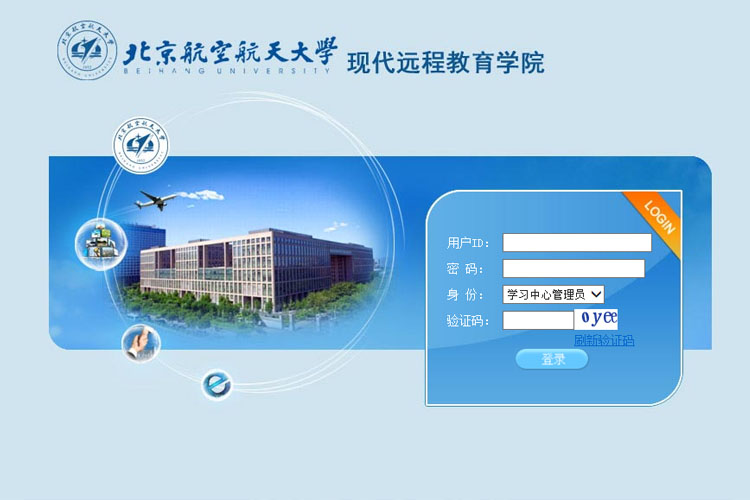 北京航空航天大學 现代远程教育学院
BEIHANG UNIVERSITY
LOGIN
用户ID：
密 码：
身 份： 学习中心管理员
验证码： oyee
刷新验证码
登录